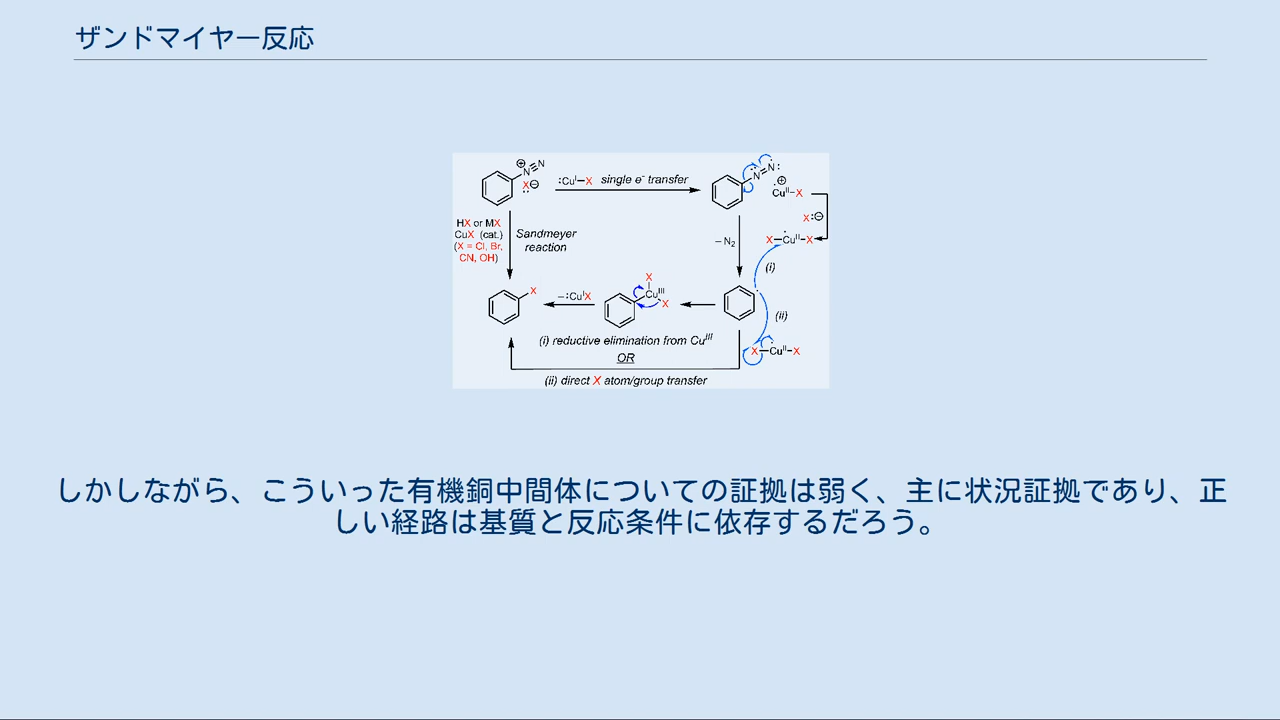 ザンドマイヤー反応
⊕
N≡N
X⊖
:CuI–X single e- transfer
N=N:
⊕
CuII–X
X:⊖
HX or MX
CuX (cat.)
(X = Cl, Br,
CN, OH)
Sandmeyer
reaction
– N2
X–CuII–X
(i)
X
– :CuIX
X
CuIII
X
(ii)
(i) reductive elimination from CuIII
OR
X–CuII–X
(ii) direct X atom/group transfer
しかしながら、こういった有機銅中間体についての証拠は弱く、主に状況証拠であり、正
しい経路は基質と反応条件に依存するだろう。